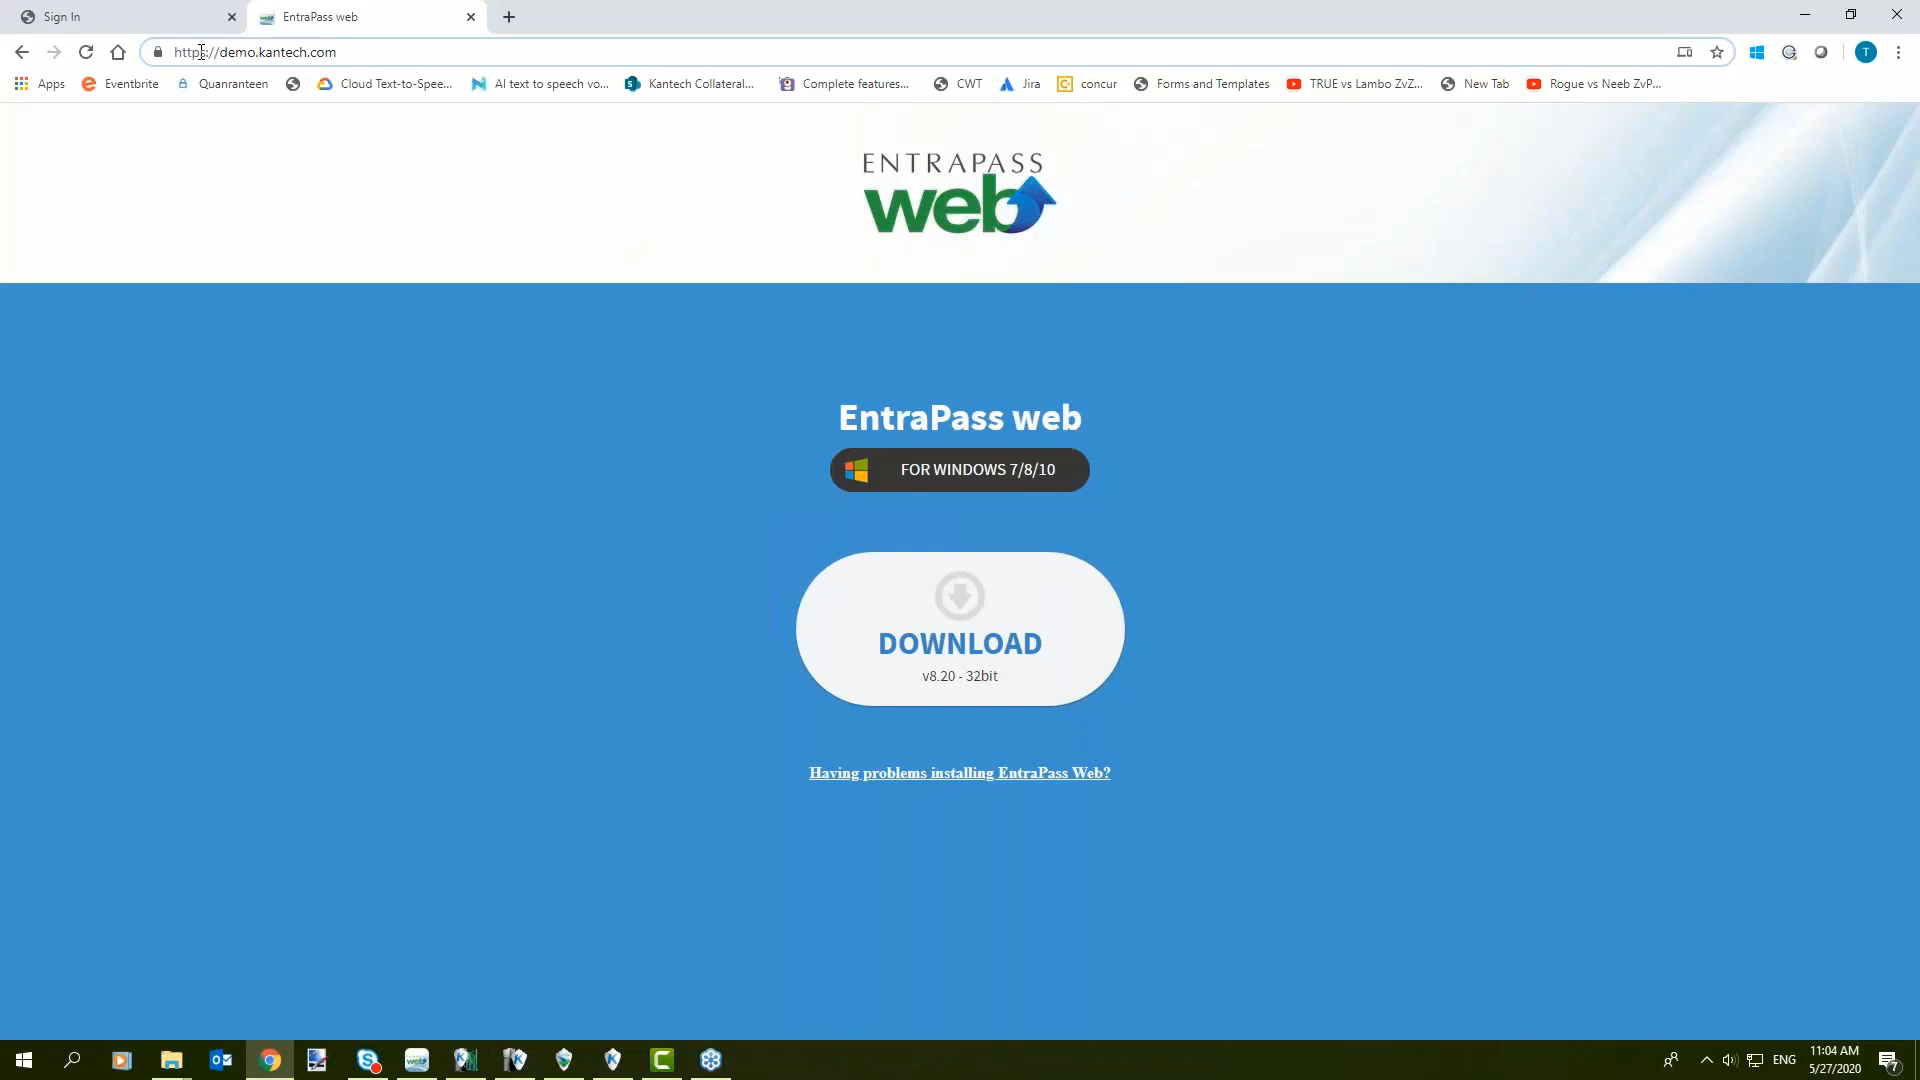 Sign In
EntraPass web
https://demo.kantech.com
T
Apps
Eventbrite
Quanranteen
Cloud Text-to-Spee...
AI text to speech vo...
Kantech Collateral...
Complete features...
CWT
Jira
concur
Forms and Templates
TRUE vs Lambo ZvZ...
New Tab
Rogue vs Neeb ZvP...
ENTRAPASS
web
EntraPass web
FOR WINDOWS 7/8/10
DOWNLOAD
v8.20 - 32bit
Having problems installing EntraPass Web?
ENG
11:04 AM
5/27/2020
7